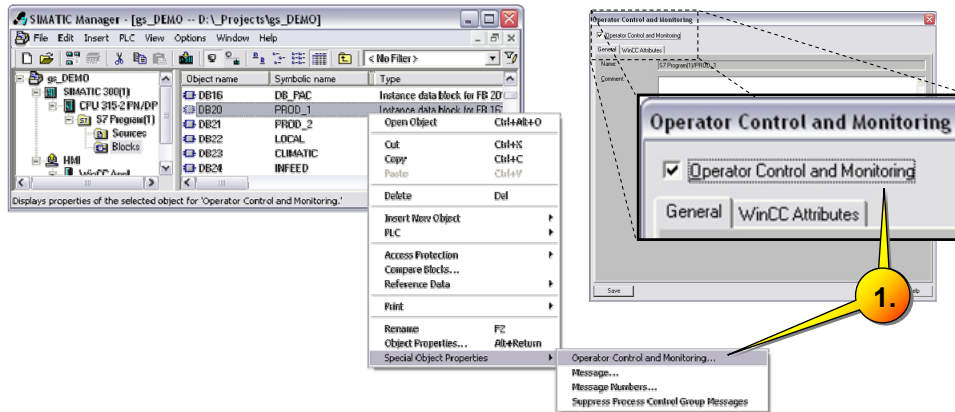 SIMATIC Manager - [gs_DEMO -- D:\_Projects\gs_DEMO]
File Edit Insert PLC View Options Window Help
< No Filter >
gs_DEMO
SIMATIC 300(1)
CPU 315-2 PN/DP
S7 Program(1)
Sources
Blocks
HMI
WinCC Appl
Object name Symbolic name Type
DB16 DB_PAC Instance data block for FB 20
DB20 PROD_1 Instance data block for FB 16
DB21 PROD_2
DB22 LOCAL
DB23 CLIMATIC
DB24 INFEED
Displays properties of the selected object for 'Operator Control and Monitoring.'
Open Object Ctrl+Alt+O
Cut Ctrl+X
Copy Ctrl+C
Paste Ctrl+V
Delete Del
Insert New Object
PLC
Access Protection
Compare Blocks...
Reference Data
Print
Rename F2
Object Properties... Alt+Return
Special Object Properties
Operator Control and Monitoring...
Message...
Message Numbers...
Suppress Process Control Group Messages
Operator Control and Monitoring
Operator Control and Monitoring
General WinCC Attributes
Name: S7 Program(1)/PROD_1
Comment:
Save
Operator Control and Monitoring
Operator Control and Monitoring
General WinCC Attributes
1.